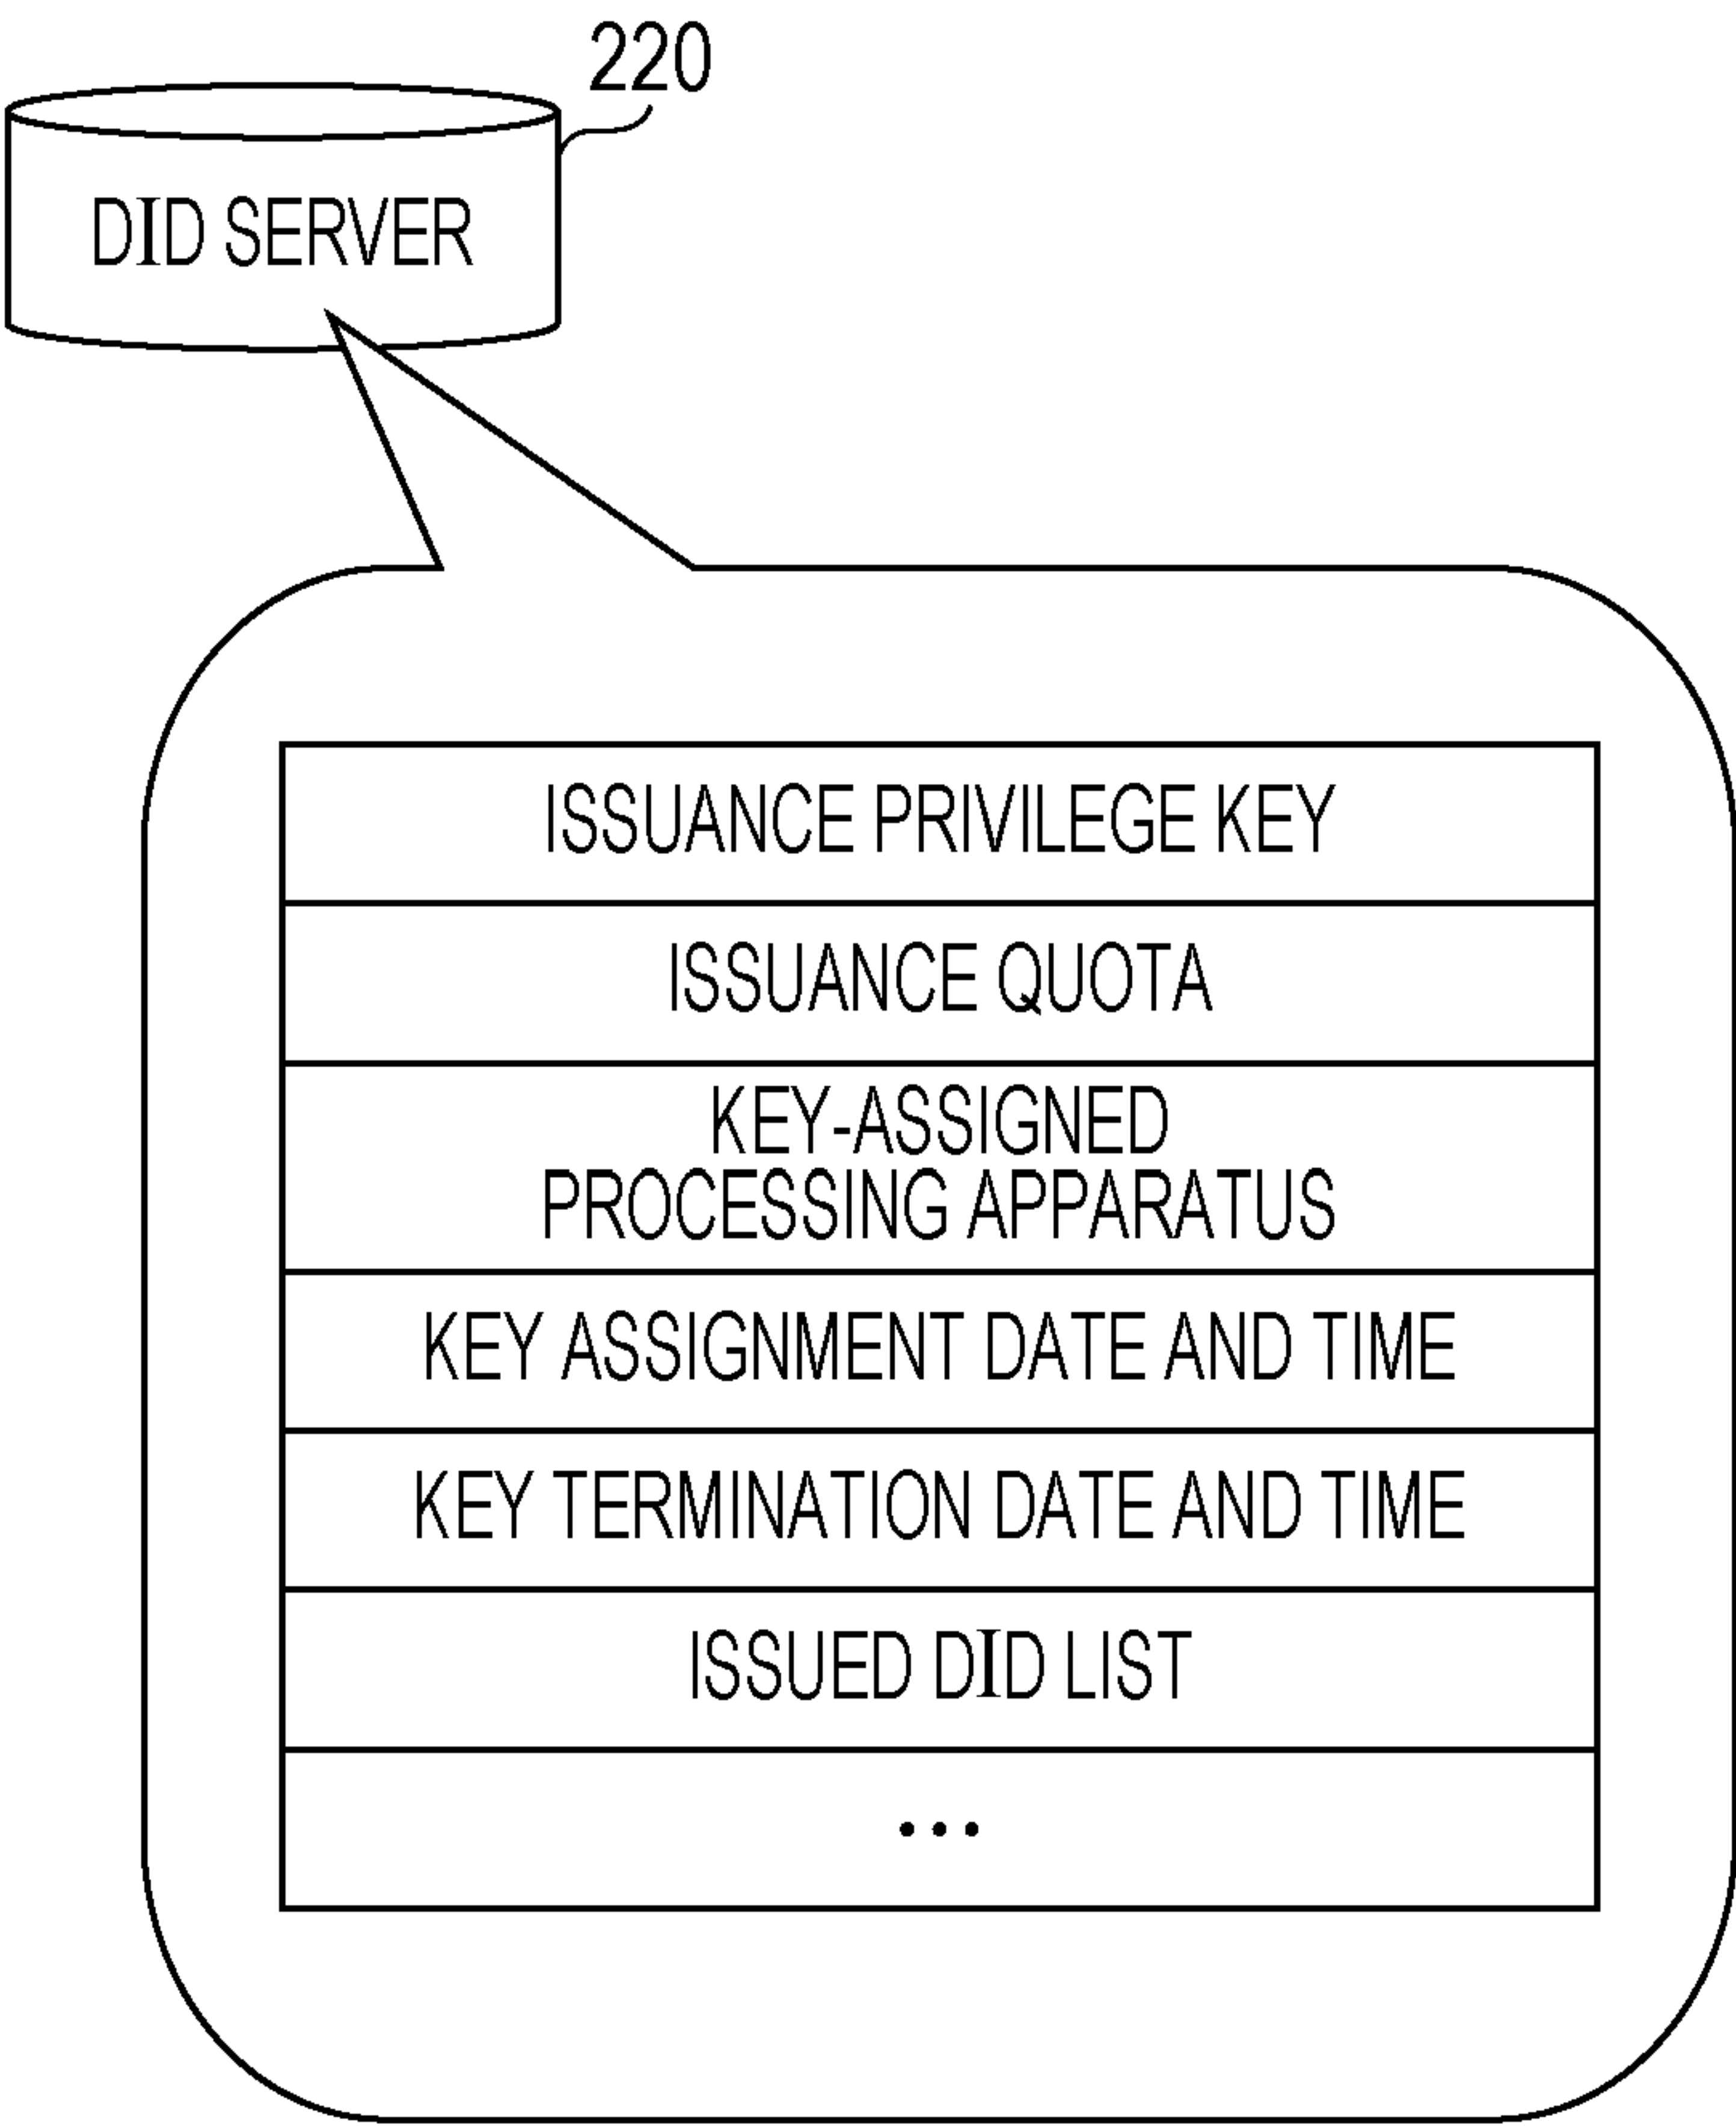 220
DID SERVER
ISSUANCE PRIVILEGE KEY
ISSUANCE QUOTA
KEY-ASSIGNED
PROCESSING APPARATUS
KEY ASSIGNMENT DATE AND TIME
KEY TERMINATION DATE AND TIME
ISSUED DID LIST
...